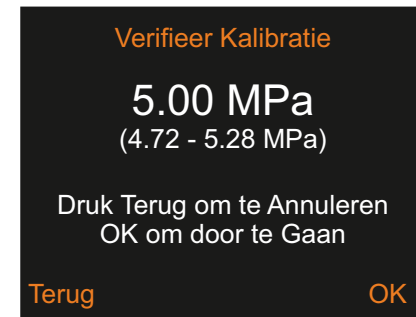 Verifieer Kalibratie
5.00 MPa
(4.72 - 5.28 MPa)
Druk Terug om te Annuleren
OK om door te Gaan
Terug OK